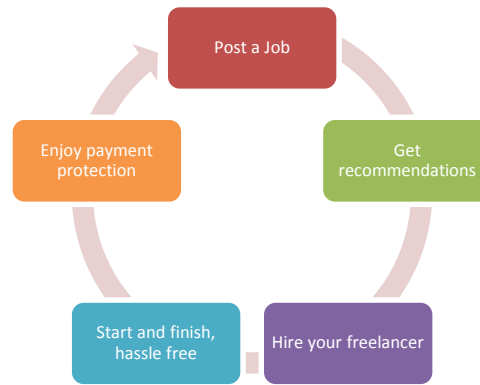 Post a Job
Get
recommendations
Hire your freelancer
Start and finish,
hassle free
Enjoy payment
protection